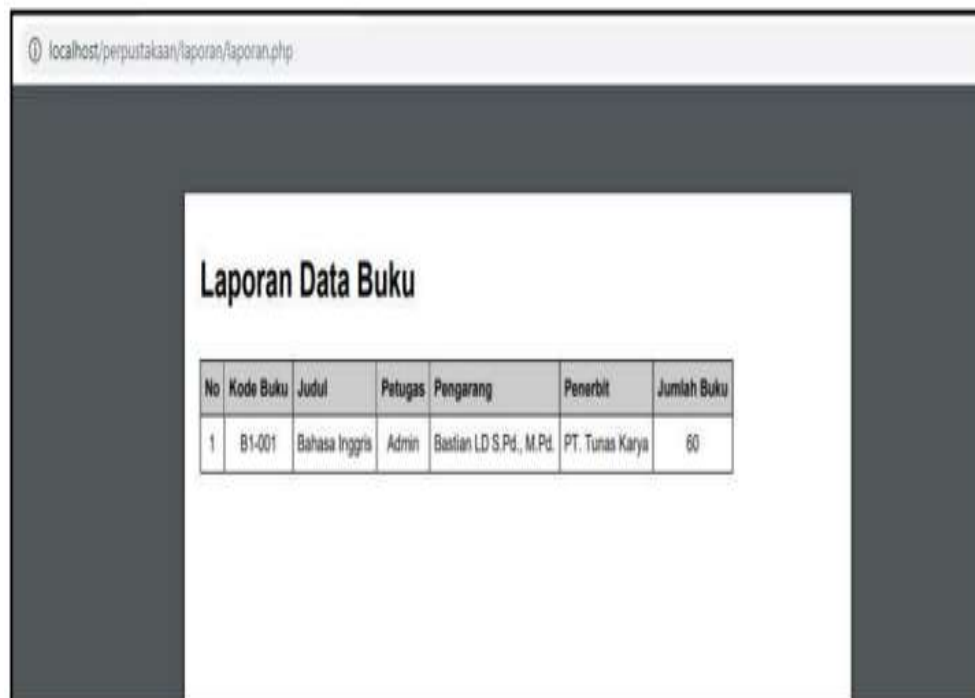 localhost/perpustakaan/laporan/laporan.php
Laporan Data Buku
No Kode Buku Judul Petugas Pengarang Penerbit Jumlah Buku
1 B1-001 Bahasa Inggris Admin Bastian LD S.Pd., M.Pd. PT. Tunas Karya 60